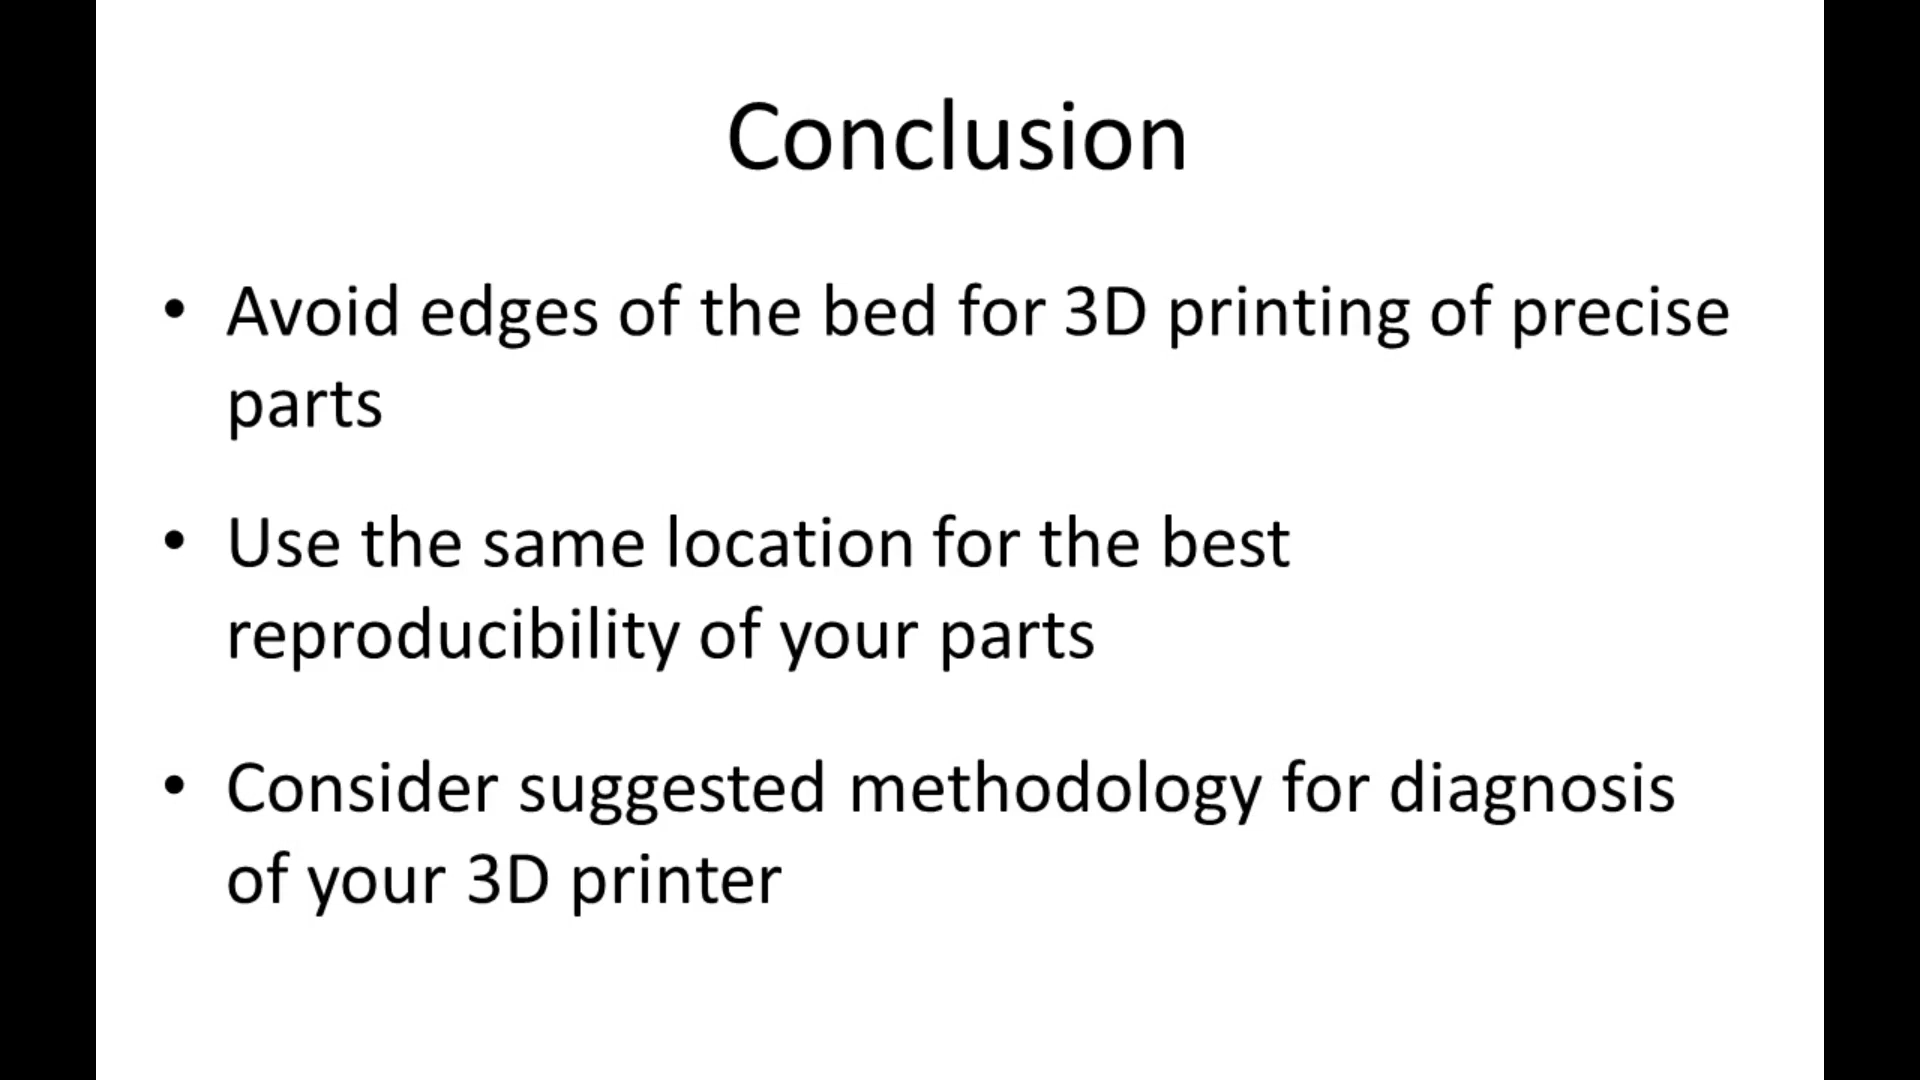 Conclusion
• Avoid edges of the bed for 3D printing of precise
parts
• Use the same location for the best
reproducibility of your parts
• Consider suggested methodology for diagnosis
of your 3D printer